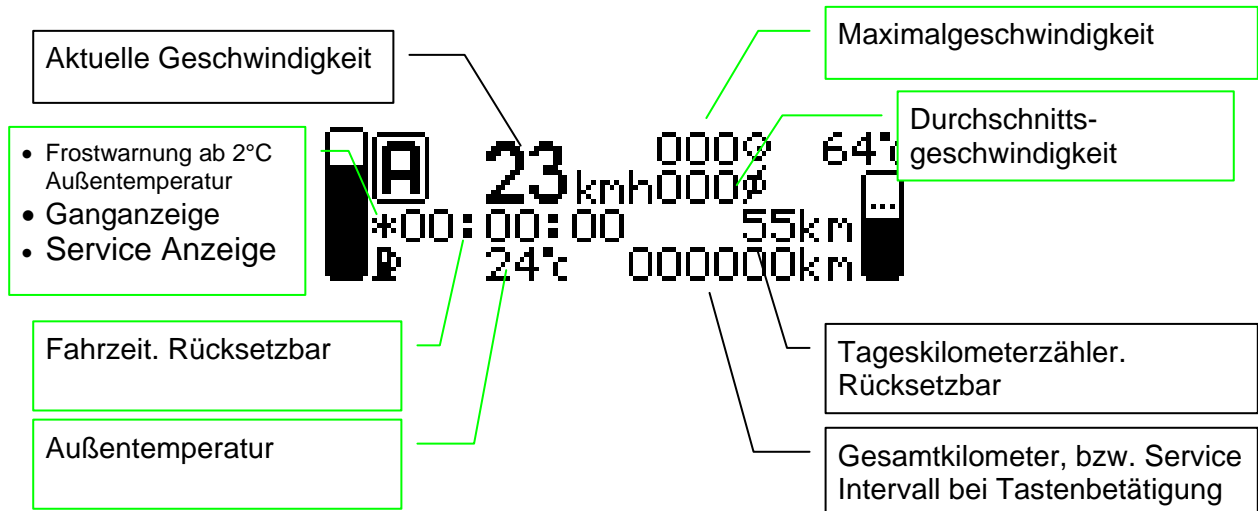 Aktuelle Geschwindigkeit
Maximalgeschwindigkeit
Durchschnitts-
geschwindigkeit
• Frostwarnung ab 2°C
Außentemperatur
• Ganganzeige
• Service Anzeige
A 23 kmh 000 64°c
000ø
*00:00:00 55km
24°c 000000km
Fahrzeit. Rücksetzbar
Außentemperatur
Tageskilometerzähler.
Rücksetzbar
Gesamtkilometer, bzw. Service
Intervall bei Tastenbetätigung